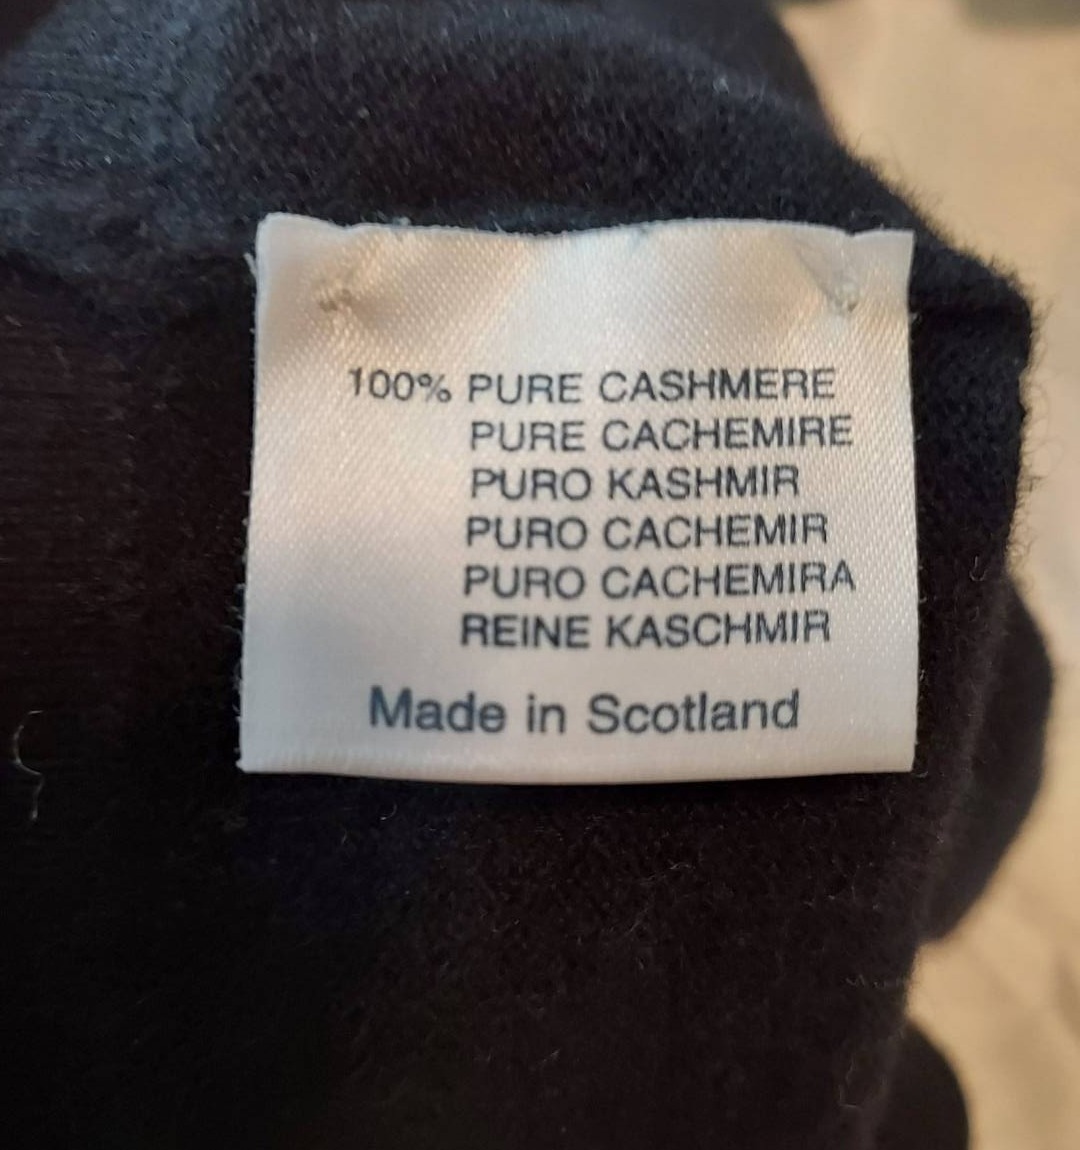 100% PURE CASHMERE
PURE CACHEMIRE
PURO KASHMIR
PURO CACHEMIR
PURO CACHEMIRA
REINE KASCHMIR
Made in Scotland